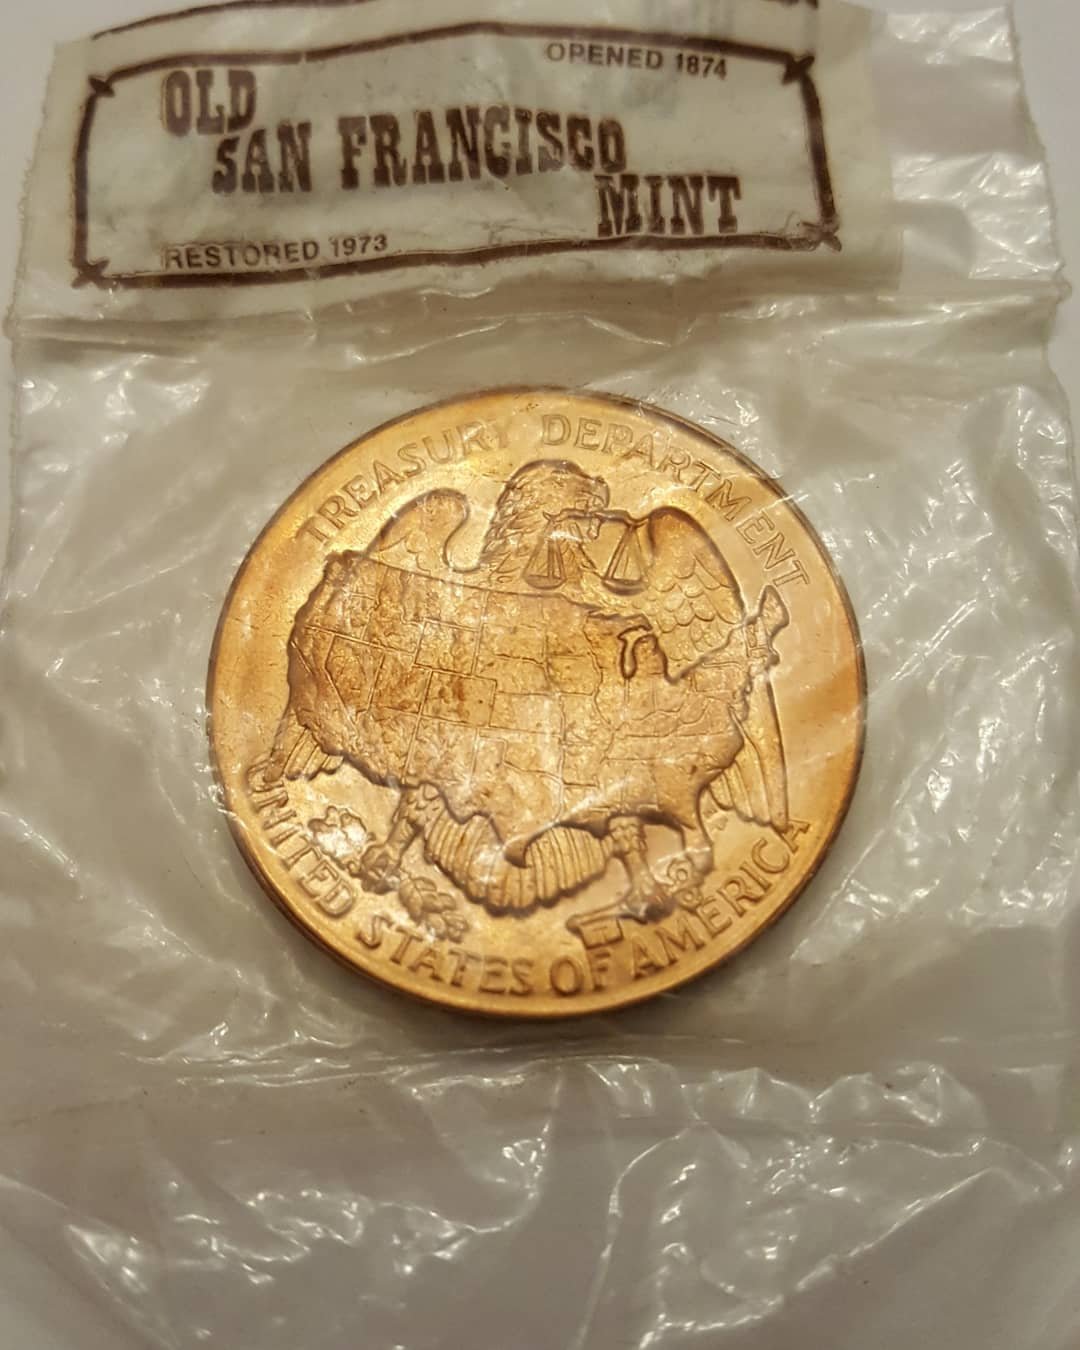 OPENED 1874
OLD
SAN FRANCISCO
MINT
RESTORED 1973
TREASURY DEPARTMENT
UNITED STATES OF AMERICA